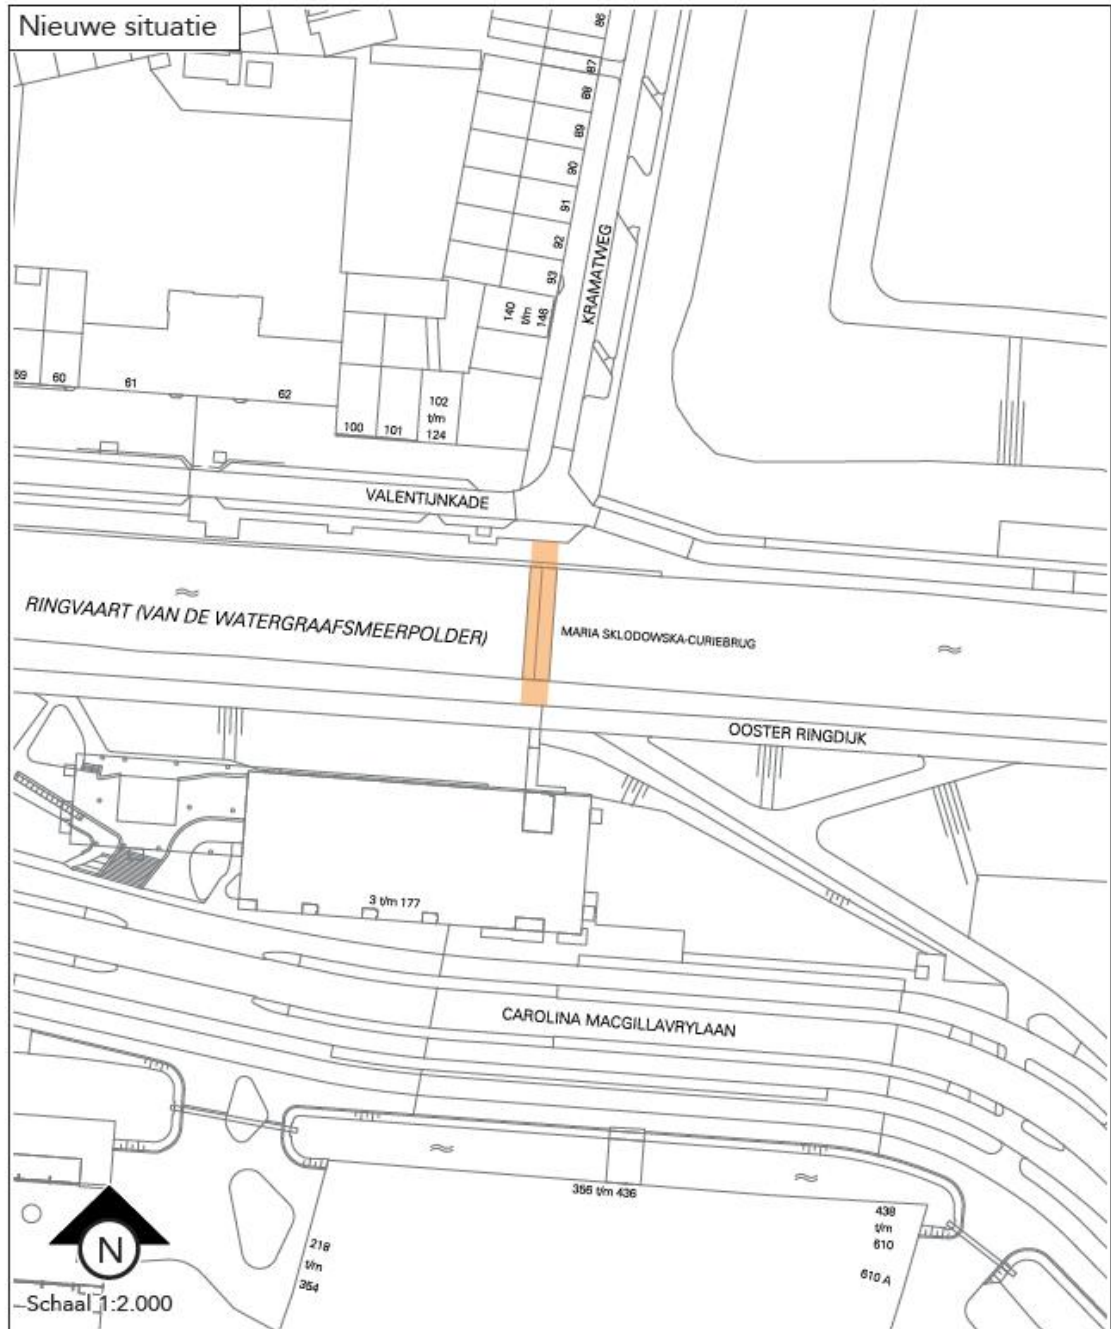 Nieuwe situatie
86
87
88
89
90
91
92
93
140
t/m
148
KRAMATWEG
59
60
61
62
100
101
102
t/m
124
VALENTIJNKADE
RINGVAART (VAN DE WATERGRAAFSMEERPOLDER)
MARIA SKLODOWSKA-CURIEBRUG
OOSTER RINGDIJK
3 t/m 177
CAROLINA MACGILLAVRYLAAN
356 t/m 436
438
t/m
610
610 A
218
t/m
354
N
Schaal 1:2.000